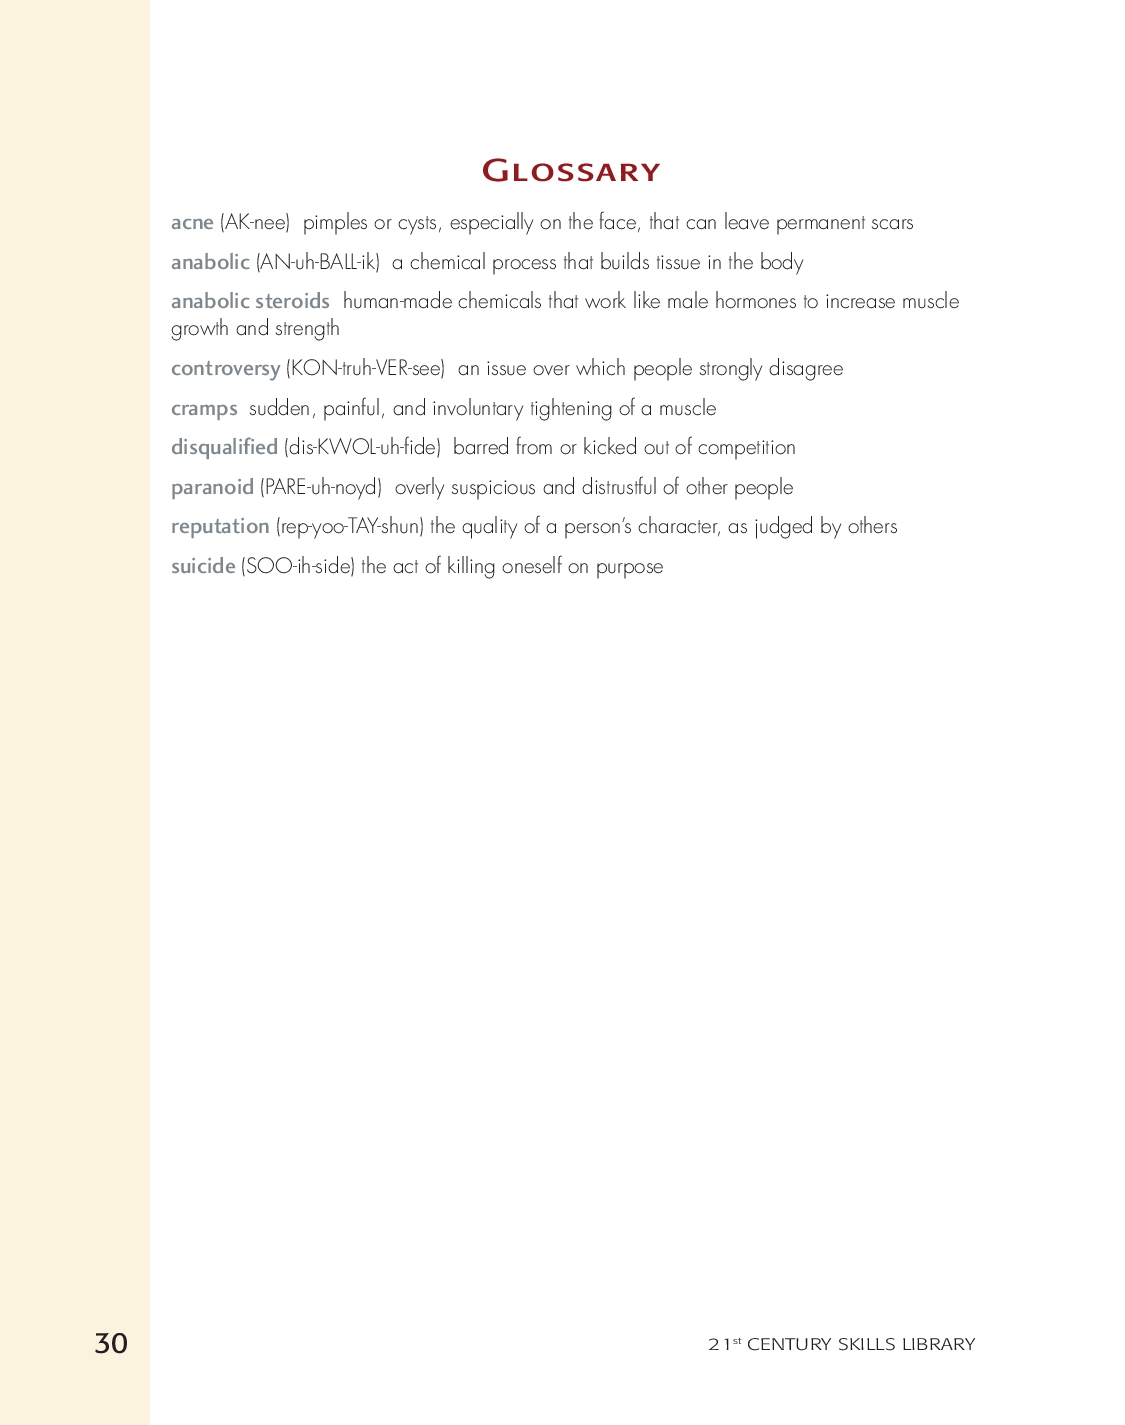 GLOSSARY
acne (AK-nee)  pimples or cysts, especially on the face, that can leave permanent scars
anabolic (AN-uh-BALL-ik)  a chemical process that builds tissue in the body
anabolic steroids  human-made chemicals that work like male hormones to increase muscle
growth and strength
controversy (KON-truh-VER-see)  an issue over which people strongly disagree
cramps  sudden, painful, and involuntary tightening of a muscle
disqualified (dis-KWOL-uh-fide)  barred from or kicked out of competition
paranoid (PARE-uh-noyd)  overly suspicious and distrustful of other people
reputation (rep-yoo-TAY-shun) the quality of a person’s character, as judged by others
suicide (SOO-ih-side) the act of killing oneself on purpose
30
21st CENTURY SKILLS LIBRARY